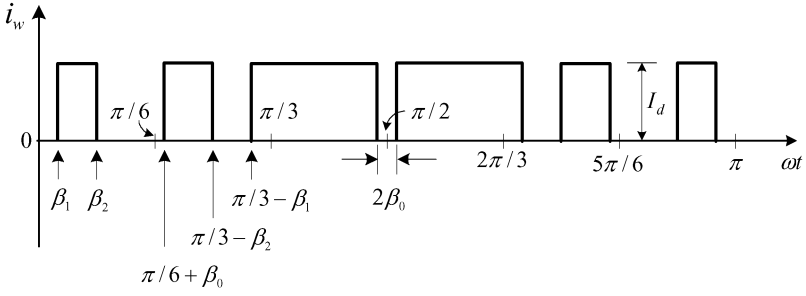 i_w
π/6
π/3
π/2
I_d
0
2π/3
5π/6
π
ωt
β_1
β_2
π/3 − β_1
2β_0
π/3 − β_2
π/6 + β_0